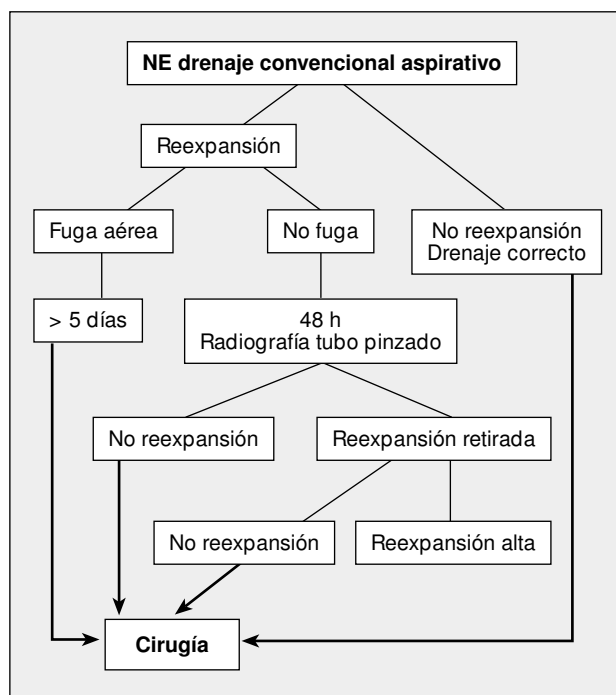 NE drenaje convencional aspirativo
Reexpansión
Fuga aérea
No fuga
No reexpansión
Drenaje correcto
> 5 días
48 h
Radiografía tubo pinzado
No reexpansión
Reexpansión retirada
No reexpansión
Reexpansión alta
Cirugía